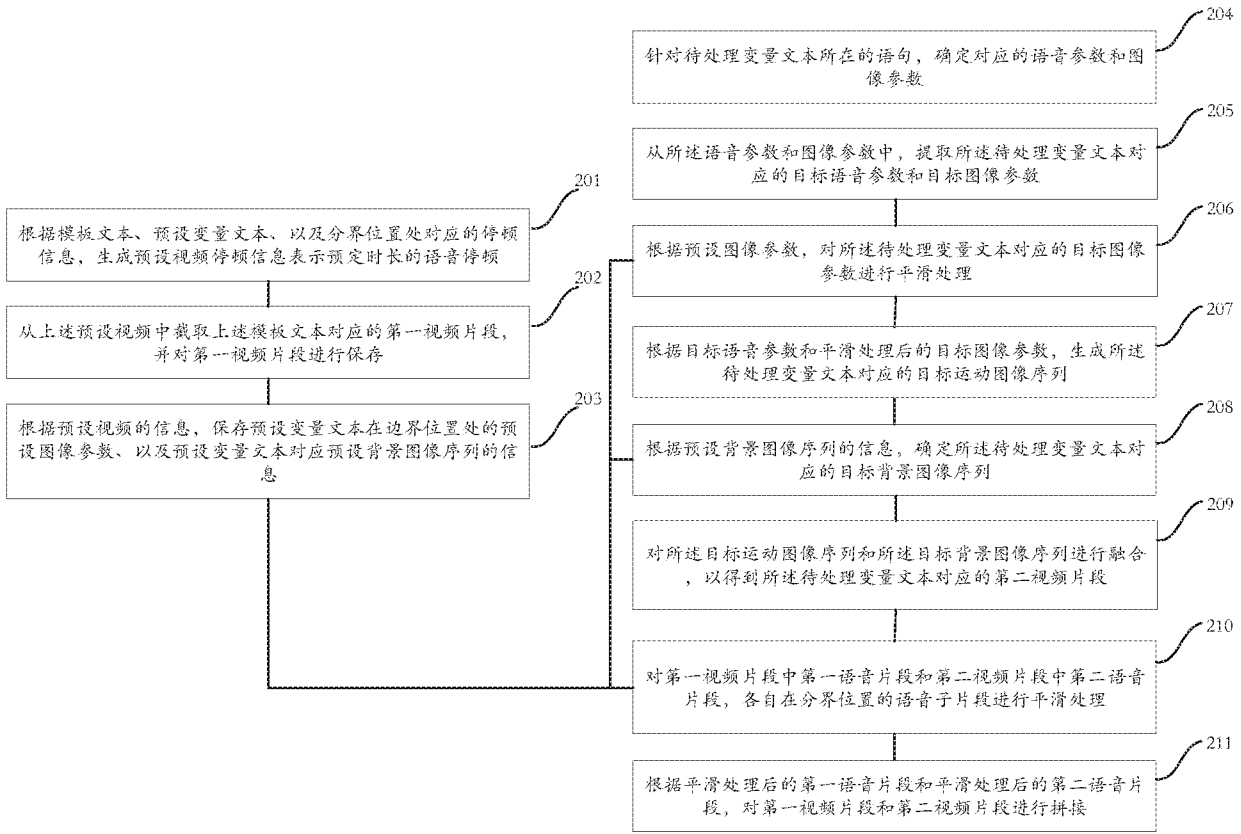 201
根据模板文本、预设变量文本、以及分界位置处对应的停顿
信息，生成预设视频停顿信息表示预定时长的语音停顿
202
从上述预设视频中截取上述模板文本对应的第一视频片段，
并对第一视频片段进行保存
203
根据预设视频的信息，保存预设变量文本在边界位置处的预
设图像参数、以及预设变量文本对应预设背景图像序列的信
息
204
针对待处理变量文本所在的语句，确定对应的语音参数和图
像参数
205
从所述语音参数和图像参数中，提取所述待处理变量文本对
应的目标语音参数和目标图像参数
206
根据预设图像参数，对所述待处理变量文本对应的目标图像
参数进行平滑处理
207
根据目标语音参数和平滑处理后的目标图像参数，生成所述
待处理变量文本对应的目标运动图像序列
208
根据预设背景图像序列的信息，确定所述待处理变量文本对
应的目标背景图像序列
209
对所述目标运动图像序列和所述目标背景图像序列进行融合
，以得到所述待处理变量文本对应的第二视频片段
210
对第一视频片段中第一语音片段和第二视频片段中第二语音
片段，各自在分界位置的语音子片段进行平滑处理
211
根据平滑处理后的第一语音片段和平滑处理后的第二语音片
段，对第一视频片段和第二视频片段进行拼接